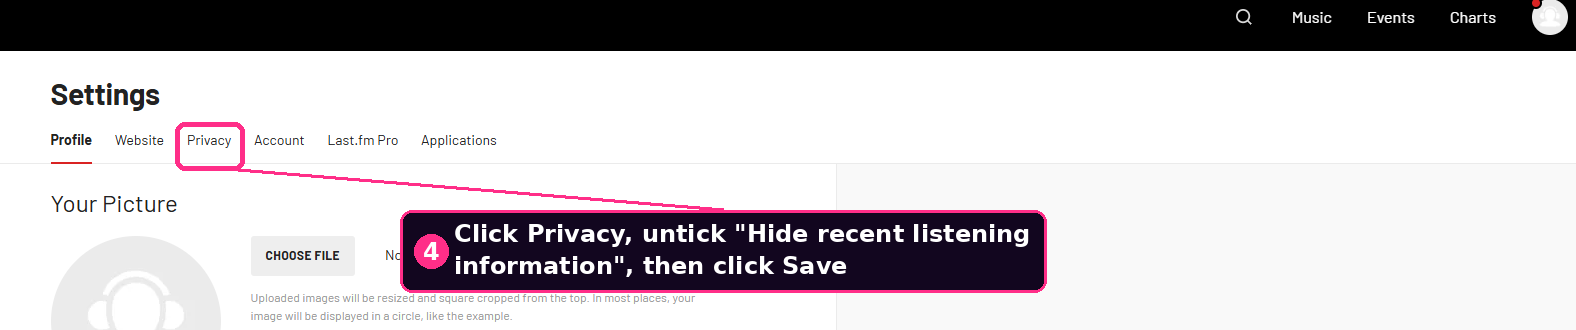 Music Events Charts
Settings
Profile Website Privacy Account Last.fm Pro Applications
Your Picture
4 Click Privacy, untick "Hide recent listening
information", then click Save
CHOOSE FILE
Uploaded images will be resized and square cropped from the top. In most places, your
image will be displayed in a circle, like the example.